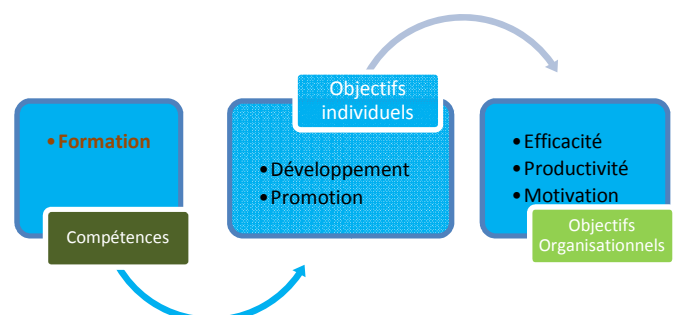 •Formation
Compétences
Objectifs
individuels
•Développement
•Promotion
•Efficacité
•Productivité
•Motivation
Objectifs
Organisationnels